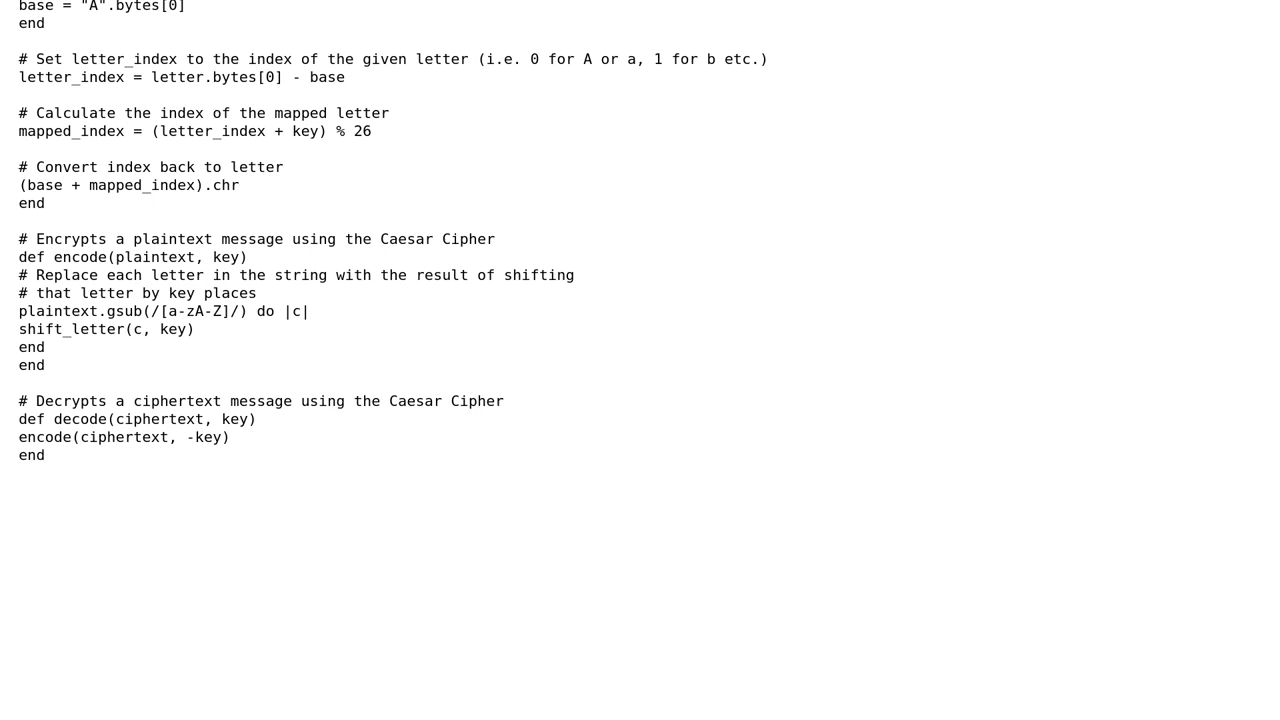 base = "A".bytes[0]
end

# Set letter_index to the index of the given letter (i.e. 0 for A or a, 1 for b etc.)
letter_index = letter.bytes[0] - base

# Calculate the index of the mapped letter
mapped_index = (letter_index + key) % 26

# Convert index back to letter
(base + mapped_index).chr
end

# Encrypts a plaintext message using the Caesar Cipher
def encode(plaintext, key)
# Replace each letter in the string with the result of shifting
# that letter by key places
plaintext.gsub(/[a-zA-Z]/) do |c|
shift_letter(c, key)
end
end

# Decrypts a ciphertext message using the Caesar Cipher
def decode(ciphertext, key)
encode(ciphertext, -key)
end